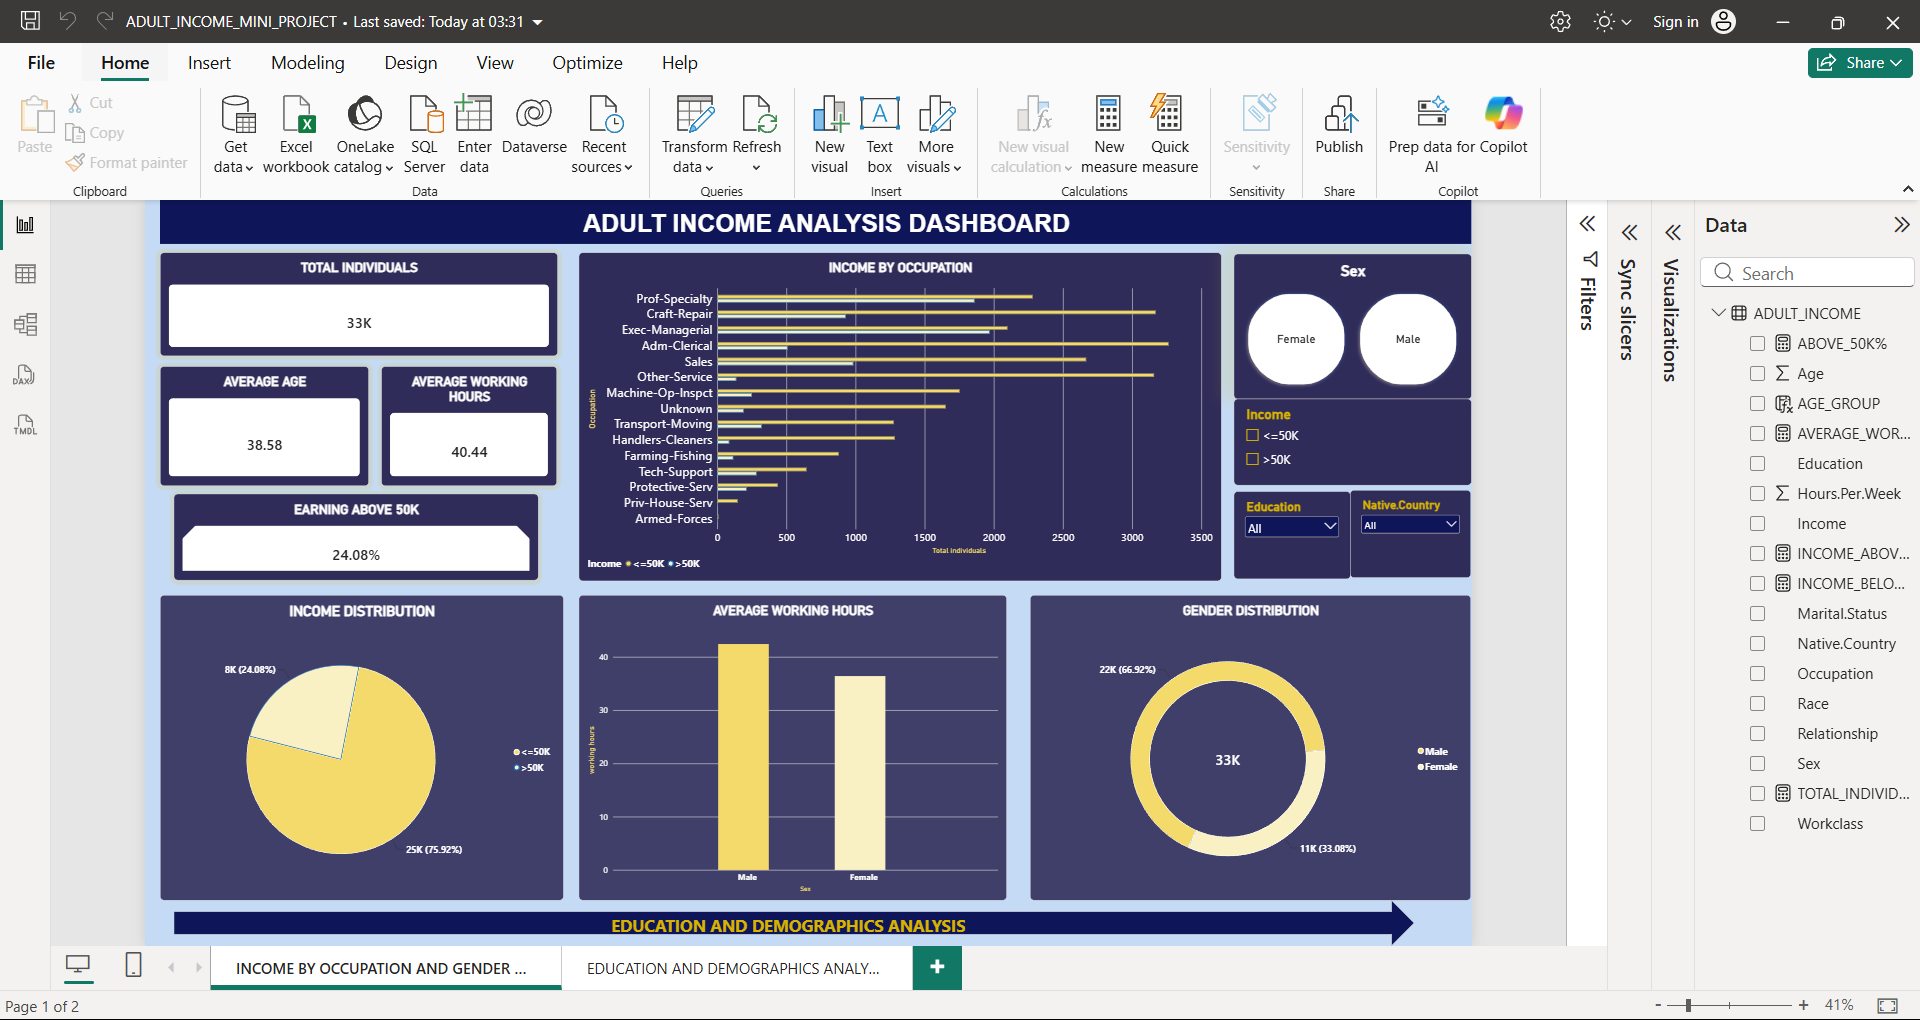 ADULT_INCOME_MINI_PROJECT • Last saved: Today at 03:31
Sign in
File Home Insert Modeling Design View Optimize Help
Share
Paste
Cut
Copy
Format painter
Clipboard
Get data
Excel workbook
OneLake catalog
SQL Server
Enter data
Dataverse
Recent sources
Data
Transform data
Refresh
Queries
New visual
Text box
More visuals
Insert
New visual calculation
New measure
Quick measure
Calculations
Sensitivity
Sensitivity
Publish
Share
Prep data for AI
Copilot
Copilot
DAX
TMDL
ADULT INCOME ANALYSIS DASHBOARD
TOTAL INDIVIDUALS
33K
AVERAGE AGE
38.58
AVERAGE WORKING
HOURS
40.44
EARNING ABOVE 50K
24.08%
INCOME BY OCCUPATION
Occupation
Prof-Specialty
Craft-Repair
Exec-Managerial
Adm-Clerical
Sales
Other-Service
Machine-Op-Inspct
Unknown
Transport-Moving
Handlers-Cleaners
Farming-Fishing
Tech-Support
Protective-Serv
Priv-House-Serv
Armed-Forces
0 500 1000 1500 2000 2500 3000 3500
Total individuals
Income <=50K >50K
Sex
Female Male
Income
<=50K
>50K
Education
All
Native.Country
All
INCOME DISTRIBUTION
8K (24.08%)
25K (75.92%)
<=50K
>50K
AVERAGE WORKING HOURS
working hours
40
30
20
10
0
Male Female
Sex
GENDER DISTRIBUTION
22K (66.92%)
33K
11K (33.08%)
Male
Female
EDUCATION AND DEMOGRAPHICS ANALYSIS
Filters
Sync slicers
Visualizations
Data
Search
ADULT_INCOME
ABOVE_50K%
Age
AGE_GROUP
AVERAGE_WOR...
Education
Hours.Per.Week
Income
INCOME_ABOV...
INCOME_BELO...
Marital.Status
Native.Country
Occupation
Race
Relationship
Sex
TOTAL_INDIVID...
Workclass
INCOME BY OCCUPATION AND GENDER ...
EDUCATION AND DEMOGRAPHICS ANALY...
Page 1 of 2
- + 41%